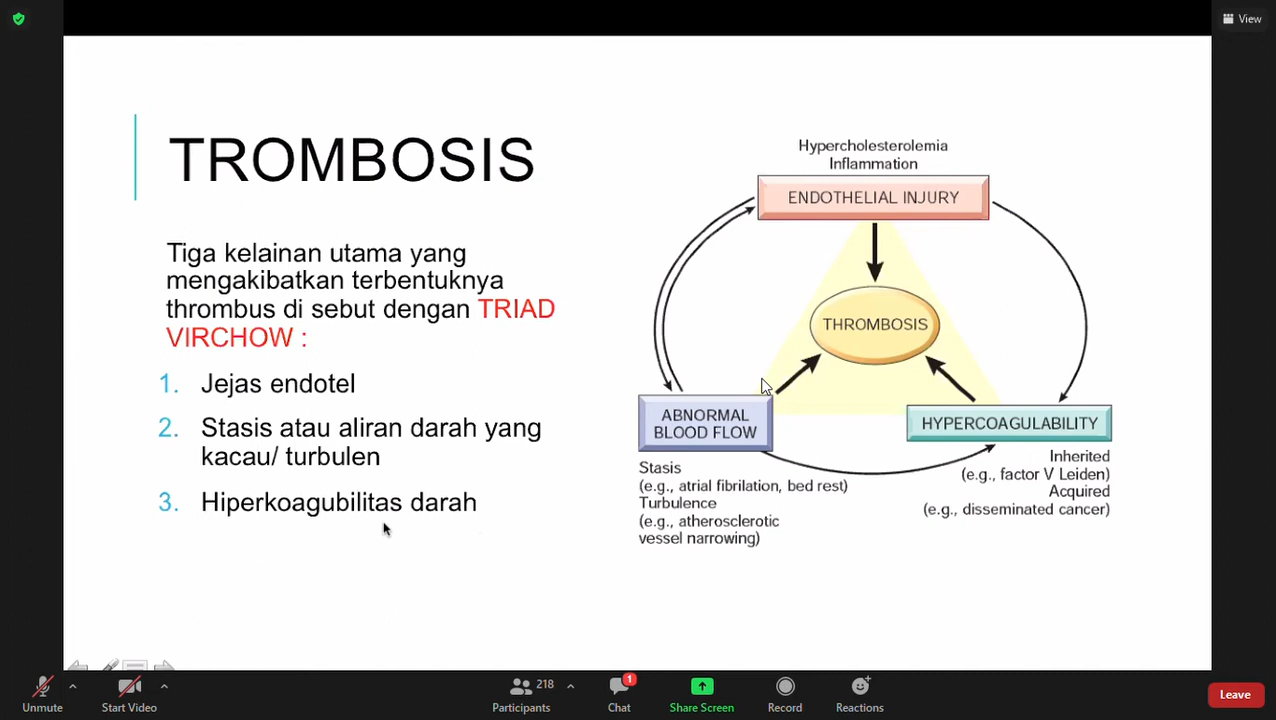 View
TROMBOSIS
Tiga kelainan utama yang
mengakibatkan terbentuknya
thrombus di sebut dengan TRIAD
VIRCHOW :
1. Jejas endotel
2. Stasis atau aliran darah yang
kacau/ turbulen
3. Hiperkoagubilitas darah
Hypercholesterolemia
Inflammation
ENDOTHELIAL INJURY
THROMBOSIS
ABNORMAL
BLOOD FLOW
Stasis
(e.g., atrial fibrilation, bed rest)
Turbulence
(e.g., atherosclerotic
vessel narrowing)
HYPERCOAGULABILITY
Inherited
(e.g., factor V Leiden)
Acquired
(e.g., disseminated cancer)
Unmute
Start Video
218
Participants
1
Chat
Share Screen
Record
Reactions
Leave